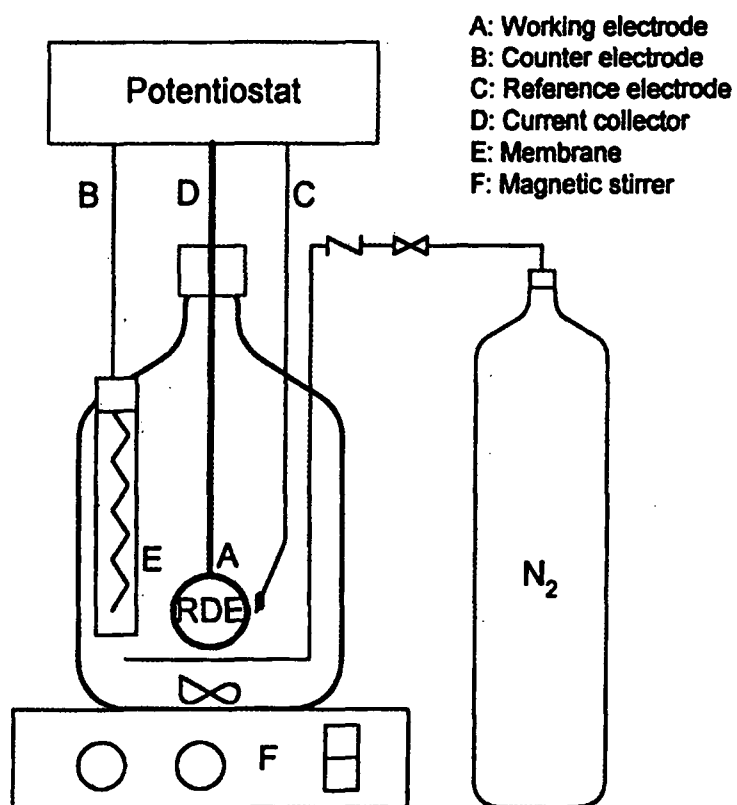 A: Working electrode
B: Counter electrode
C: Reference electrode
D: Current collector
E: Membrane
F: Magnetic stirrer
Potentiostat
B
D
C
E
A
RDE
N₂
F